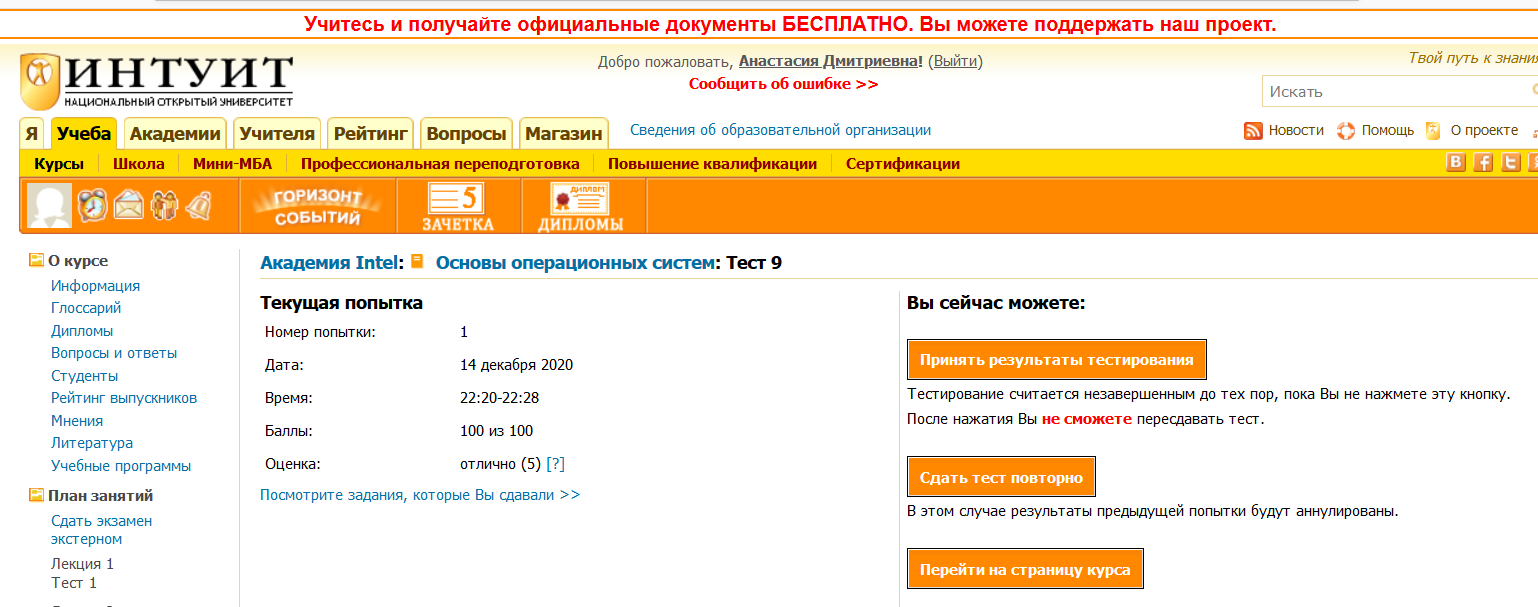 Учитесь и получайте официальные документы БЕСПЛАТНО. Вы можете поддержать наш проект.
ИНТУИТ
НАЦИОНАЛЬНЫЙ ОТКРЫТЫЙ УНИВЕРСИТЕТ
Добро пожаловать, Анастасия Дмитриевна! (Выйти)
Сообщить об ошибке >>
Твой путь к знани
Искать
Я Учеба Академии Учителя Рейтинг Вопросы Магазин Сведения об образовательной организации Новости Помощь О проекте
Курсы Школа Мини-МБА Профессиональная переподготовка Повышение квалификации Сертификации
ГОРИЗОНТ
СОБЫТИЙ
5
ЗАЧЕТКА
ДИПЛОМ
ДИПЛОМЫ
О курсе
Информация
Глоссарий
Дипломы
Вопросы и ответы
Студенты
Рейтинг выпускников
Мнения
Литература
Учебные программы
План занятий
Сдать экзамен
экстерном
Лекция 1
Тест 1
Академия Intel: Основы операционных систем: Тест 9
Текущая попытка
Номер попытки: 1
Дата: 14 декабря 2020
Время: 22:20-22:28
Баллы: 100 из 100
Оценка: отлично (5) [?]
Посмотрите задания, которые Вы сдавали >>
Вы сейчас можете:
Принять результаты тестирования
Тестирование считается незавершенным до тех пор, пока Вы не нажмете эту кнопку.
После нажатия Вы не сможете пересдавать тест.
Сдать тест повторно
В этом случае результаты предыдущей попытки будут аннулированы.
Перейти на страницу курса